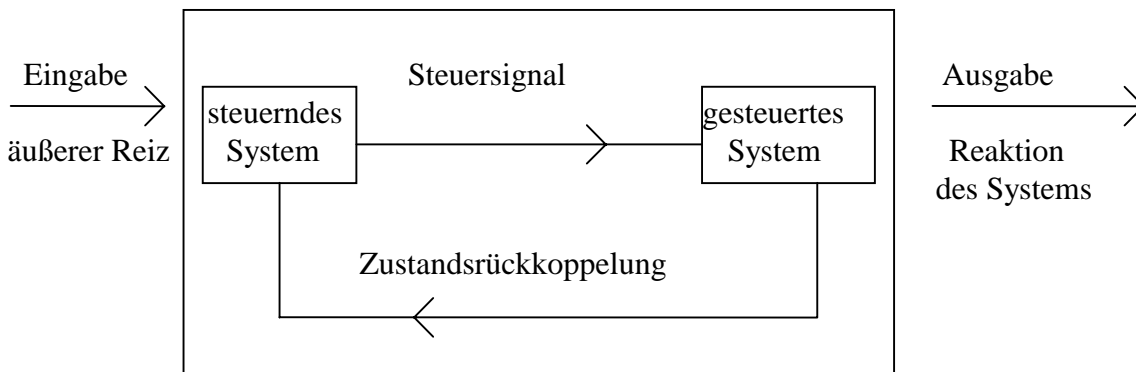 Eingabe
äußerer Reiz
Steuersignal
steuerndes
System
gesteuertes
System
Zustandsrückkoppelung
Ausgabe
Reaktion
des Systems